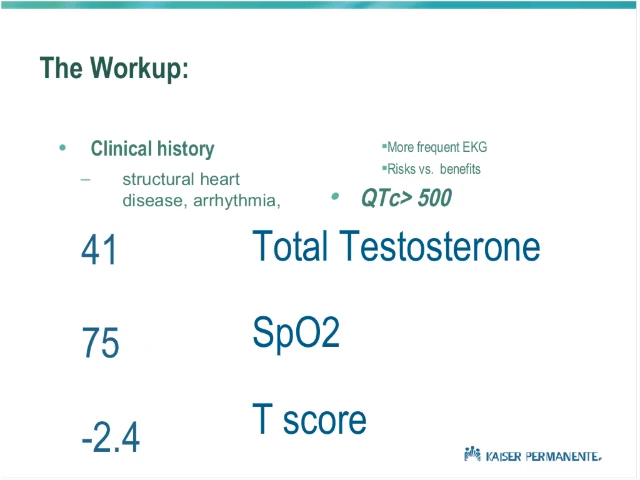 The Workup:
• Clinical history
– structural heart
disease, arrhythmia,
▪More frequent EKG
▪Risks vs. benefits
• QTc> 500
41 Total Testosterone
75 SpO2
-2.4 T score
KAISER PERMANENTE.